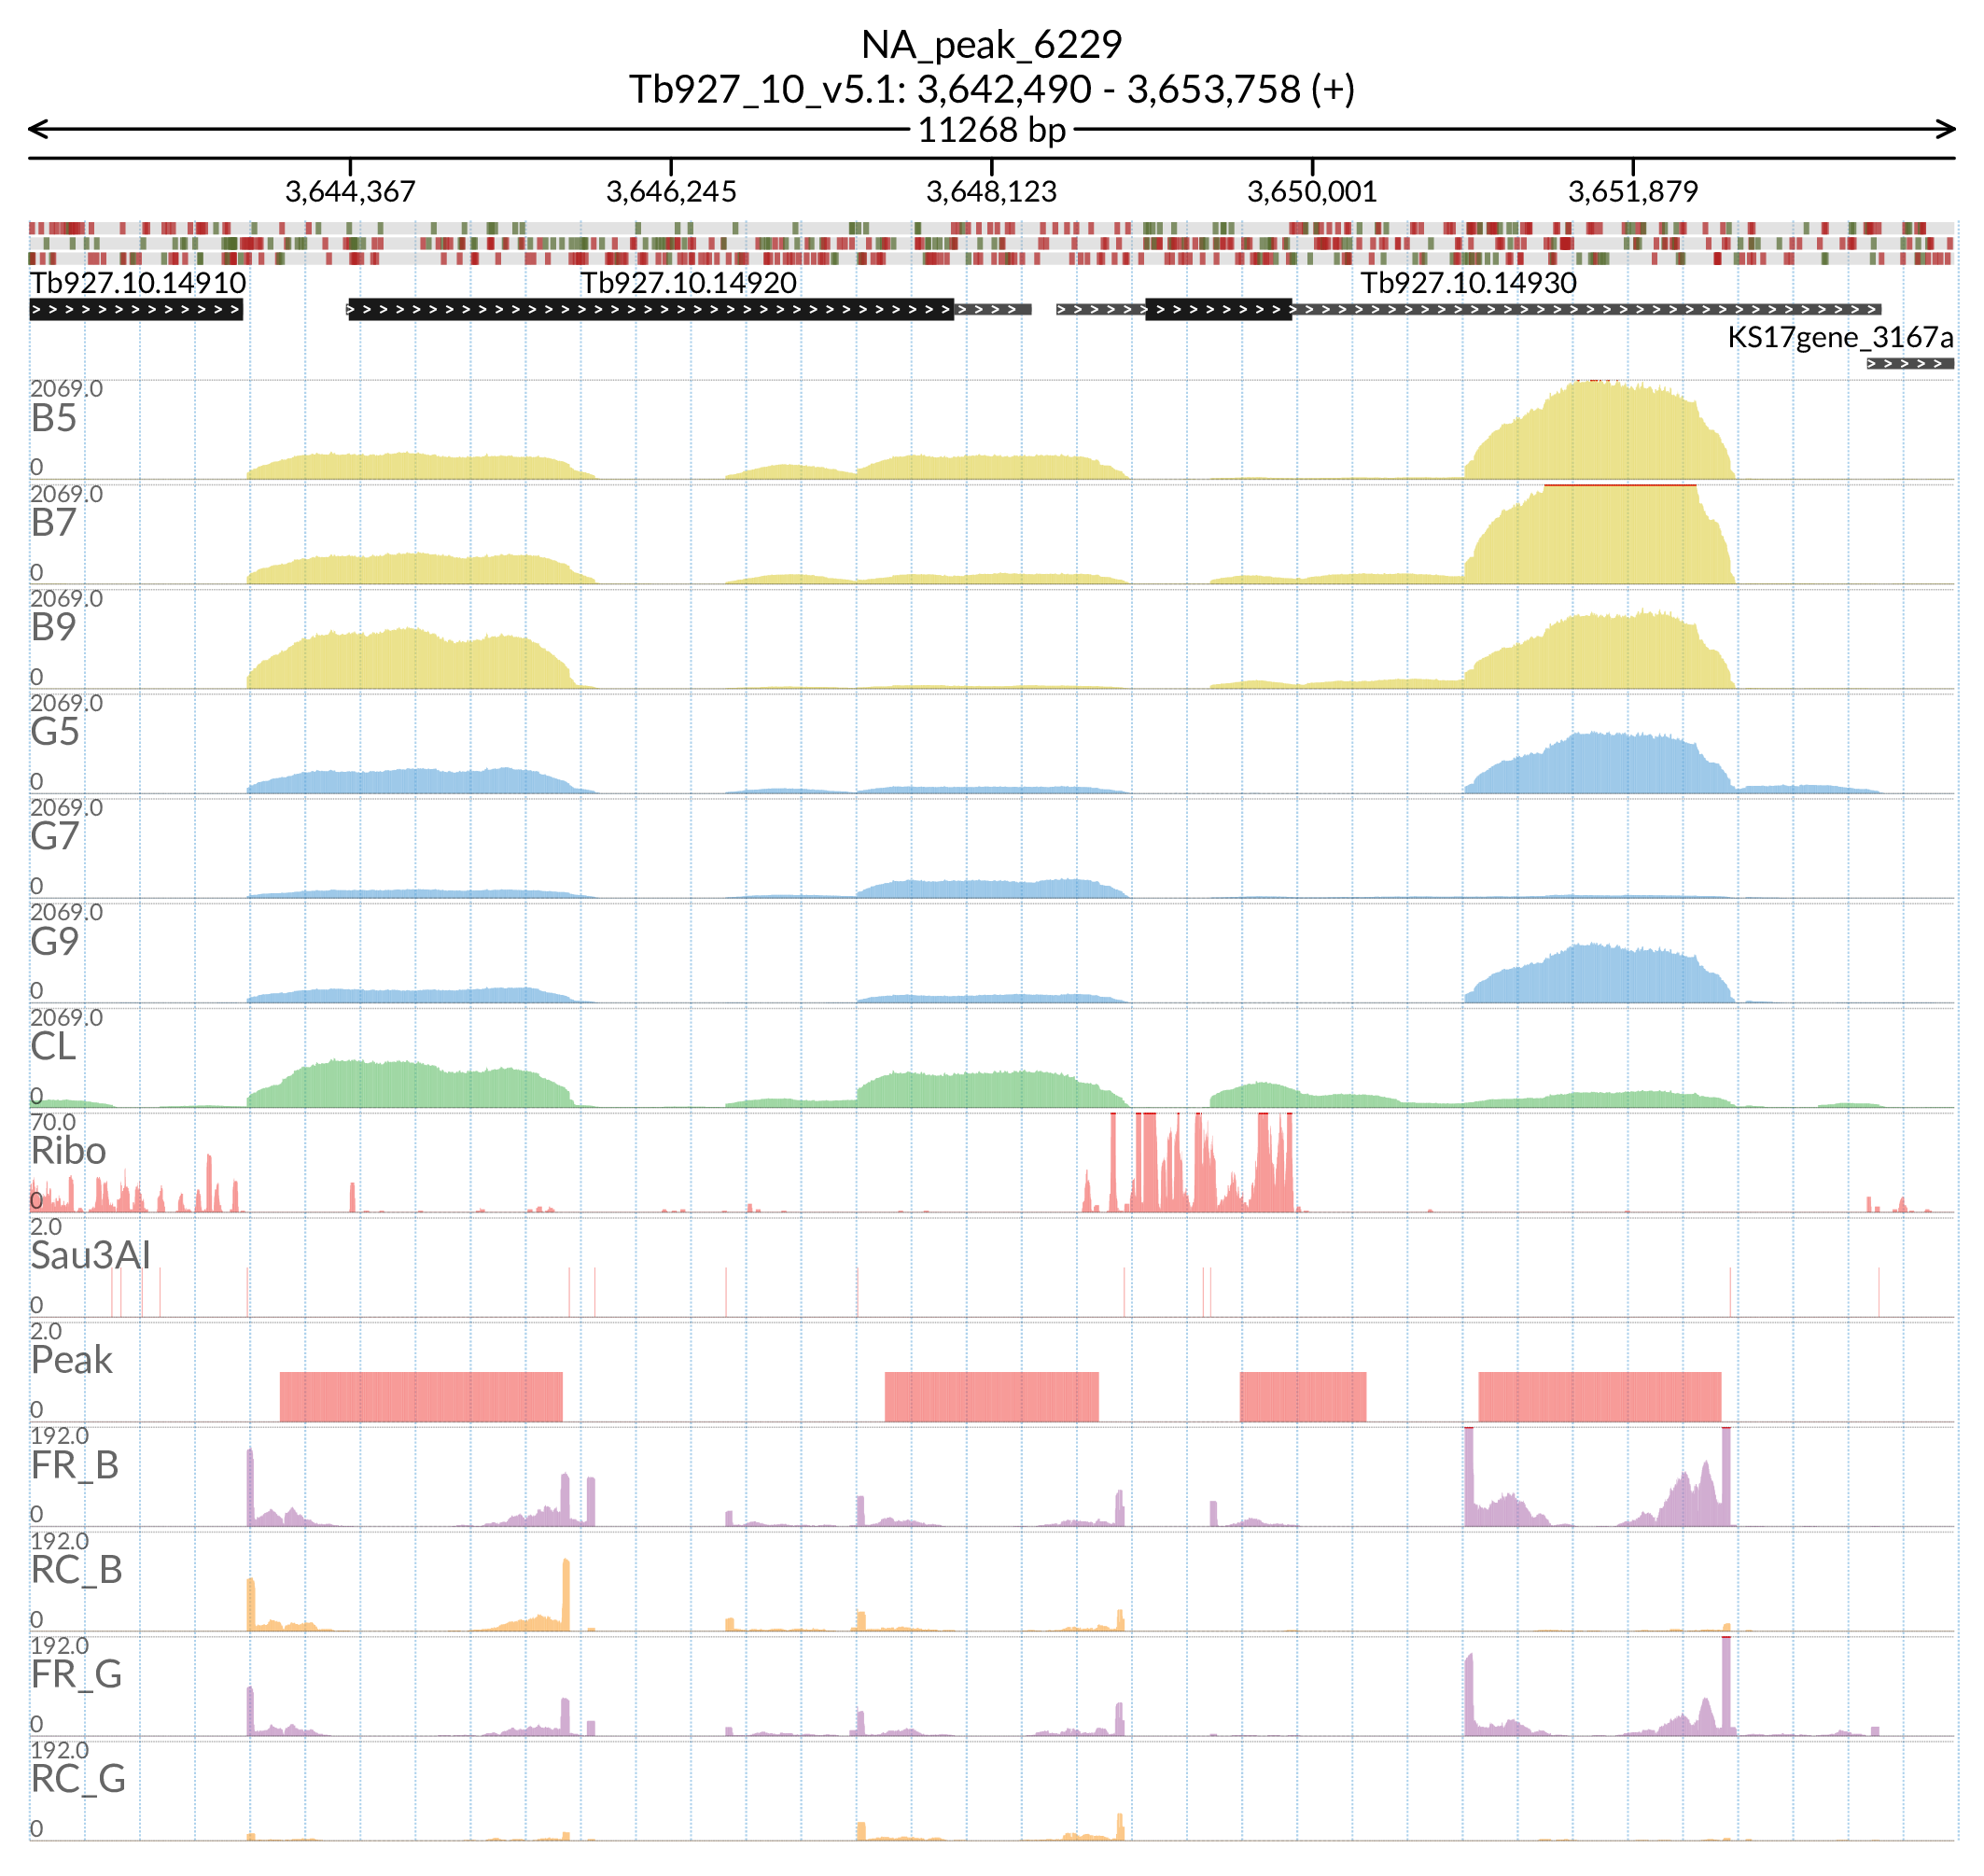 NA_peak_6229
Tb927_10_v5.1: 3,642,490 - 3,653,758 (+)
11268 bp
3,644,367 3,646,245 3,648,123 3,650,001 3,651,879
Tb927.10.14910 Tb927.10.14920 Tb927.10.14930
KS17gene_3167a
2069.0
B5
0
2069.0
B7
0
2069.0
B9
0
2069.0
G5
0
2069.0
G7
0
2069.0
G9
0
2069.0
CL
0
70.0
Ribo
0
2.0
Sau3AI
0
2.0
Peak
0
192.0
FR_B
0
192.0
RC_B
0
192.0
FR_G
0
192.0
RC_G
0